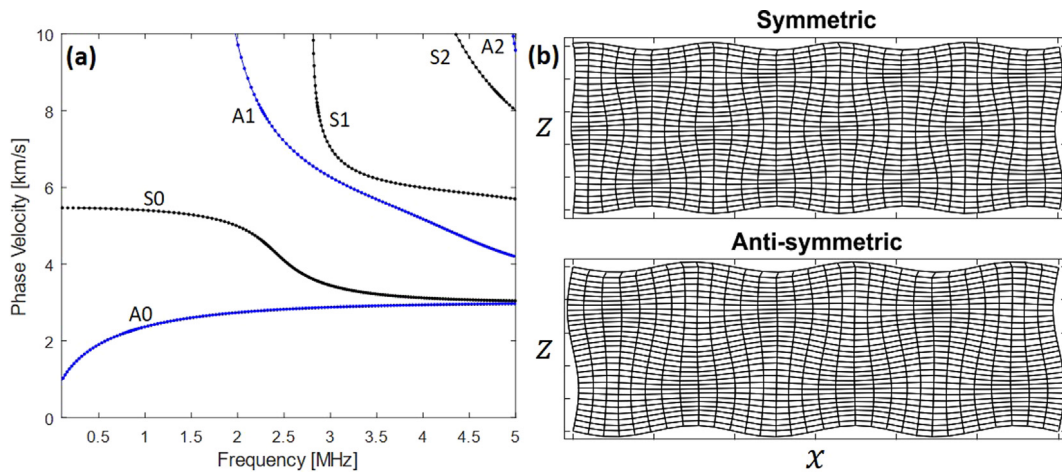 (a)
10
8
6
4
2
0
Phase Velocity [km/s]
A1
S1
S2
A2
S0
A0
0.5 1 1.5 2 2.5 3 3.5 4 4.5 5
Frequency [MHz]
(b)
Symmetric
Z
Anti-symmetric
Z
x